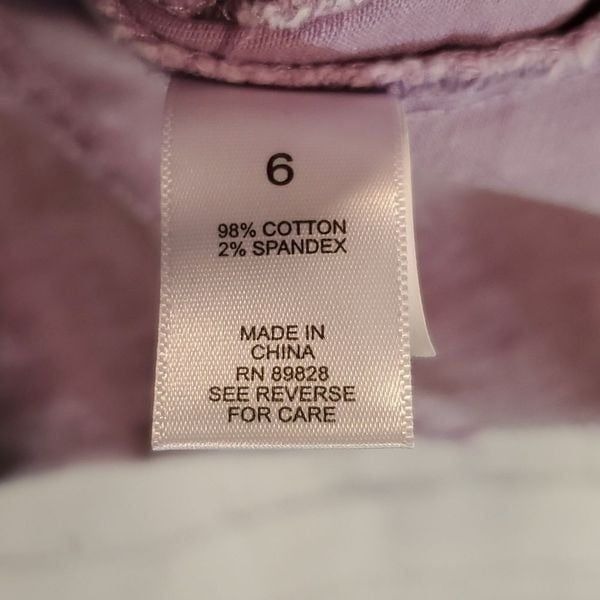 6
98% COTTON
2% SPANDEX
MADE IN
CHINA
RN 89828
SEE REVERSE
FOR CARE